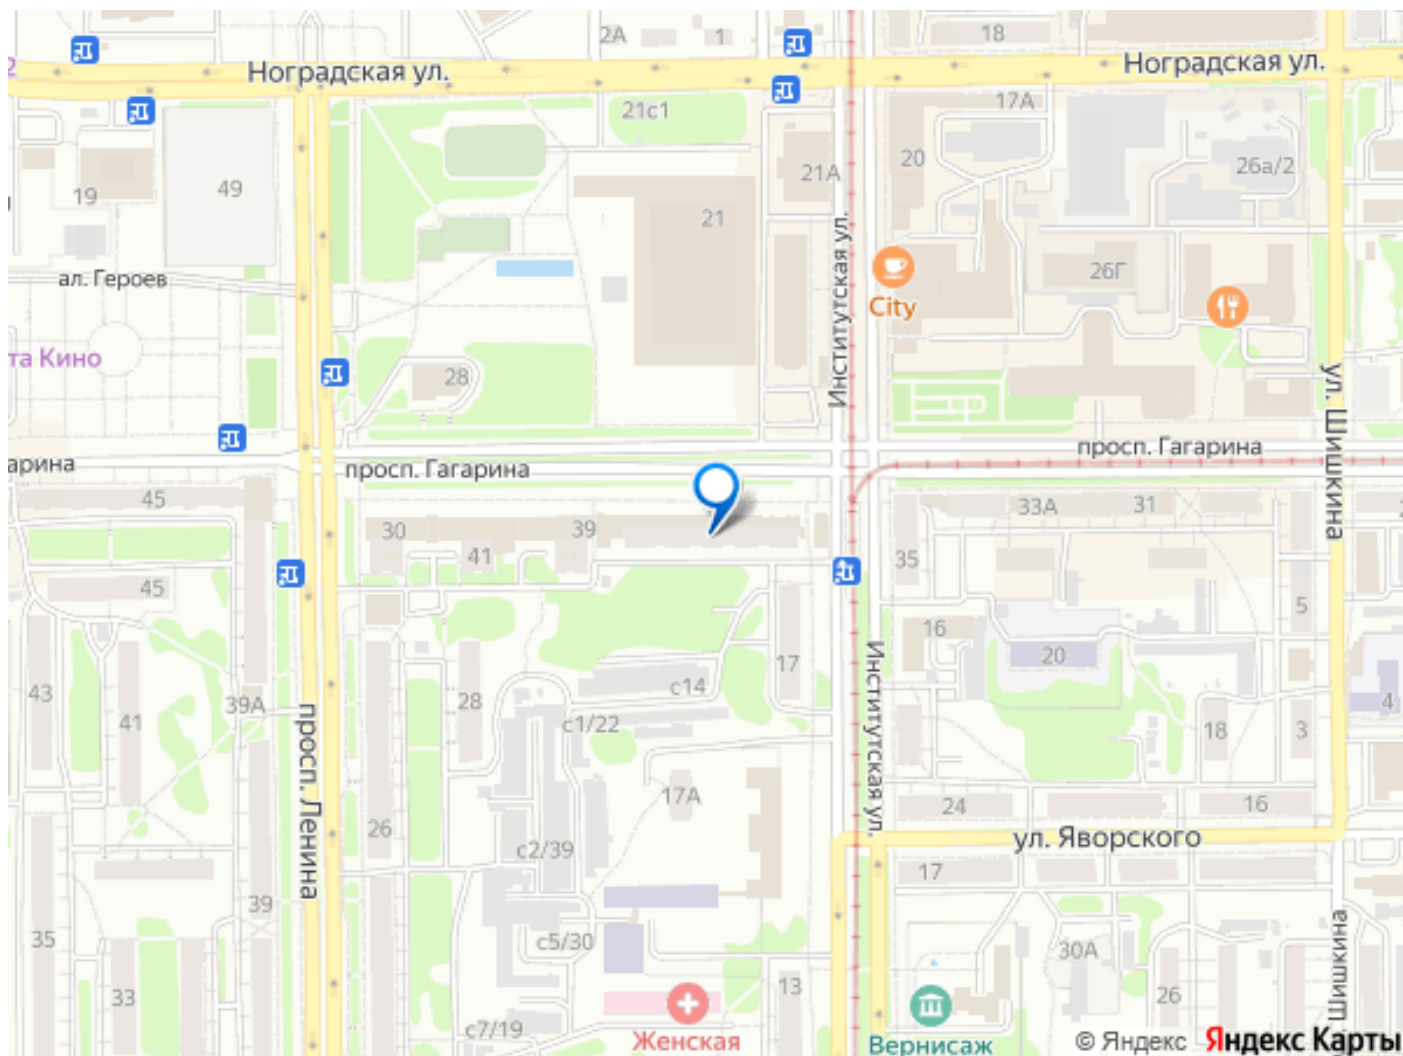 2А
1
18
Ноградская ул.
Ноградская ул.
17А
21с1
20
21А
26а/2
19
49
21
Институтская ул.
ал. Героев
26Г
City
та Кино
28
ул. Шишкина
просп. Гагарина
арина
просп. Гагарина
45
30
39
33А
31
41
35
45
5
16
20
17
43
41
39А
28
с14
с1/22
просп. Ленина
Институтская ул.
18
3
4
17А
24
16
26
ул. Яворского
с2/39
17
39
35
с5/30
30А
Шишкина
33
13
26
с7/19
Женская
Вернисаж
© Яндекс Яндекс Карты